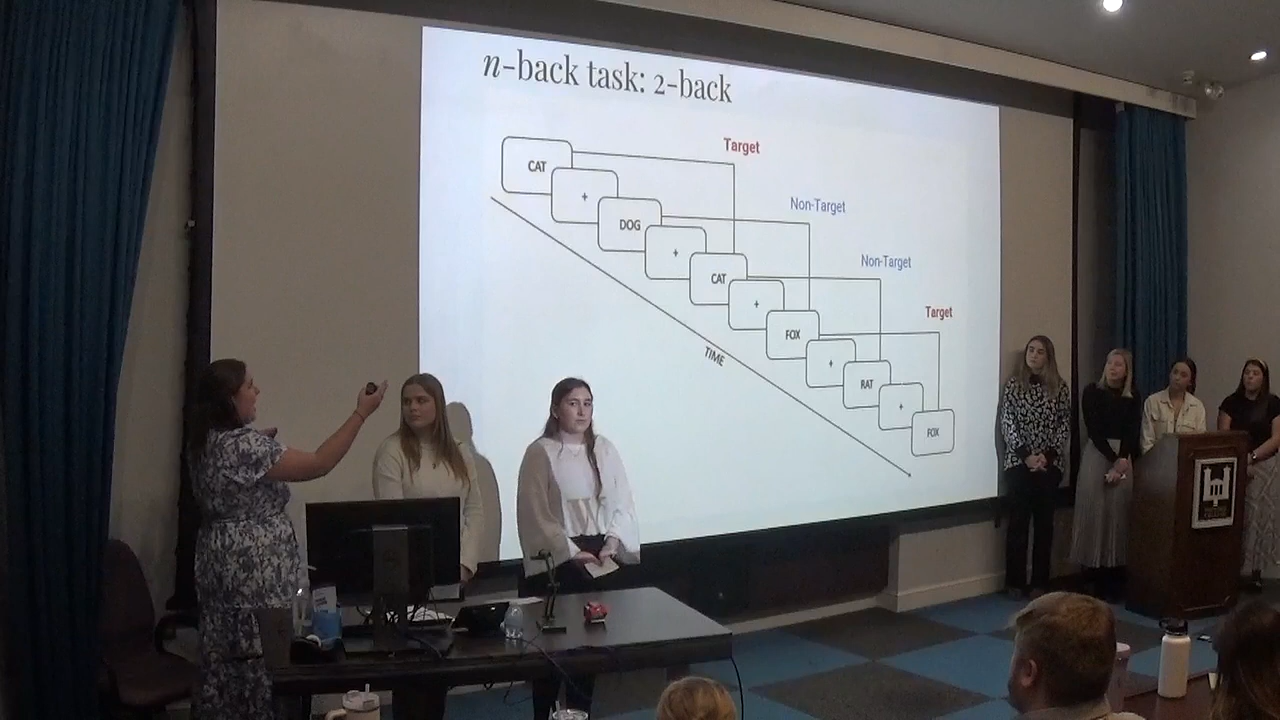 n-back task: 2-back
Target
CAT
+
Non-Target
DOG
+
Non-Target
CAT
+
Target
FOX
+
TIME
RAT
+
FOX